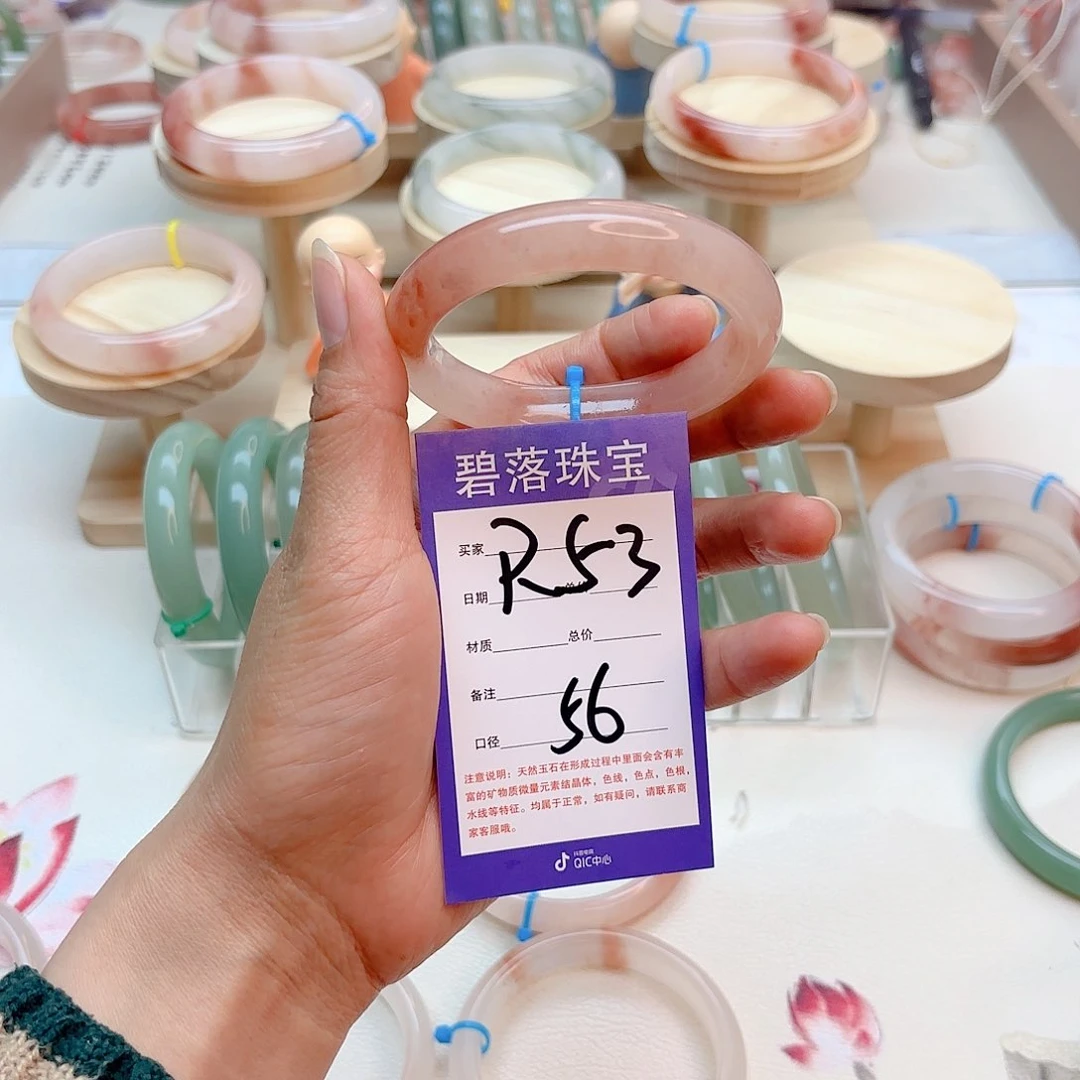 碧落珠宝
买家 R53
日期
材质 总价
备注
口径 56
注意说明：天然玉石在形成过程中里面会含有丰
富的矿物质微量元素结晶体，色线，色点，色根，
水线等特征。均属于正常，如有疑问，请联系商
家客服哦。
抖音电商
QIC中心